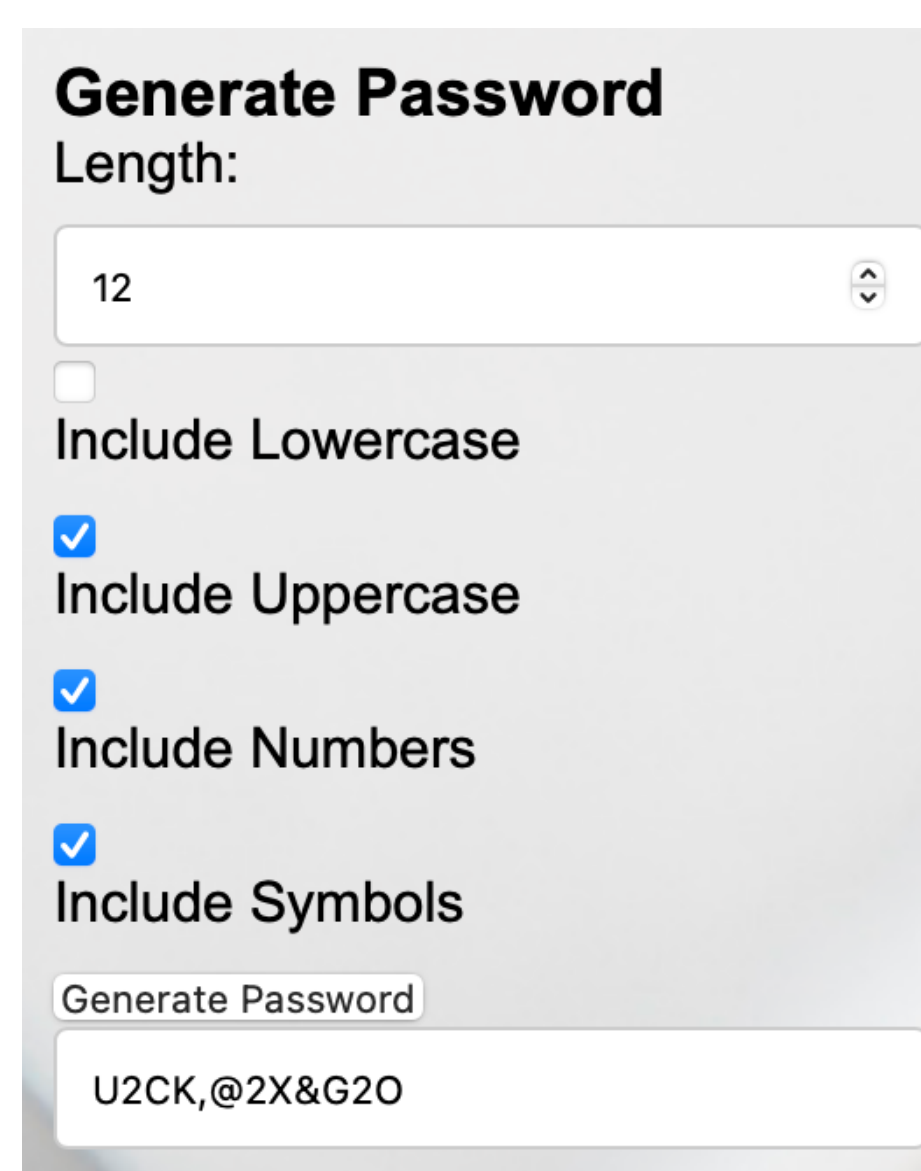 Generate Password
Length:
12
Include Lowercase
Include Uppercase
Include Numbers
Include Symbols
Generate Password
U2CK,@2X&G2O